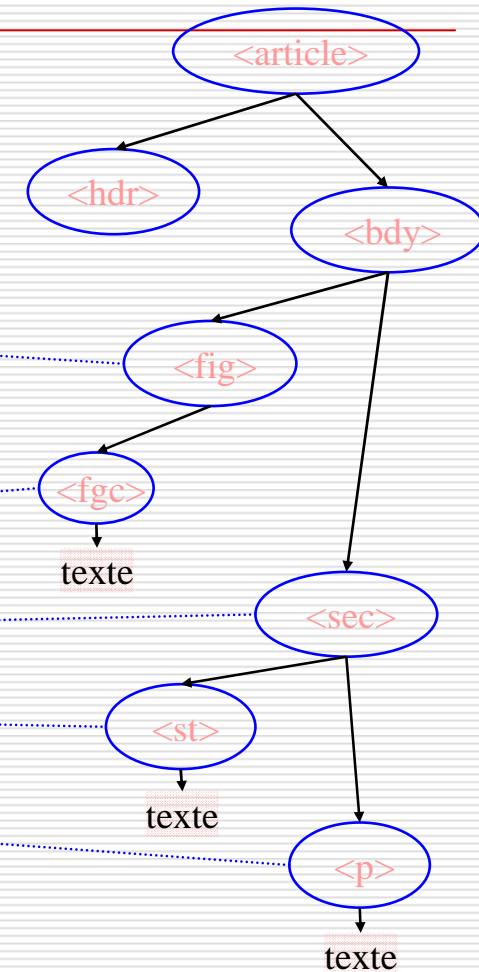 <article>
<hdr>
<bdy>
<fig>
<fgc>
texte
<sec>
<st>
texte
<p>
texte